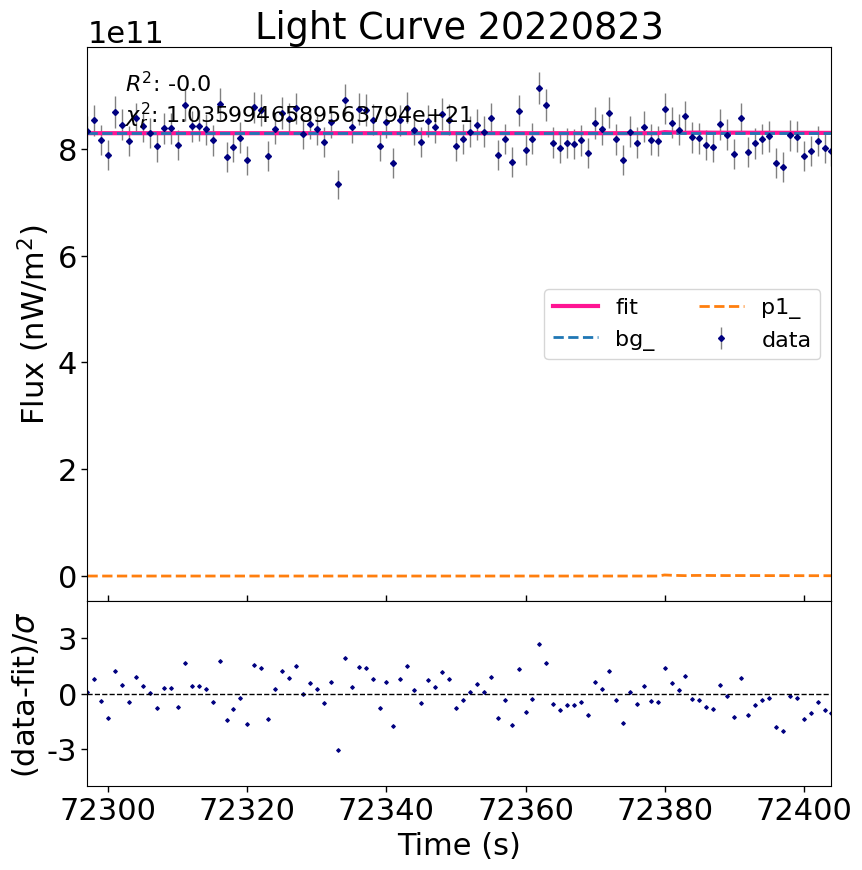 Light Curve 20220823
1e11
R²: -0.0
χ²ᵣ: 1.0359946589563794e+21
Flux (nW/m²)
8
6
4
2
0
fit
bg_
p1_
data
(data-fit)/σ
3
0
-3
72300 72320 72340 72360 72380 72400
Time (s)